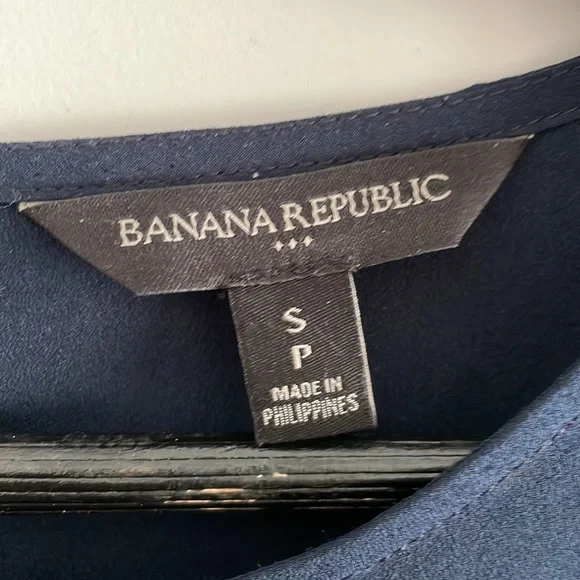 BANANA REPUBLIC
S
P
MADE IN
PHILIPPINES